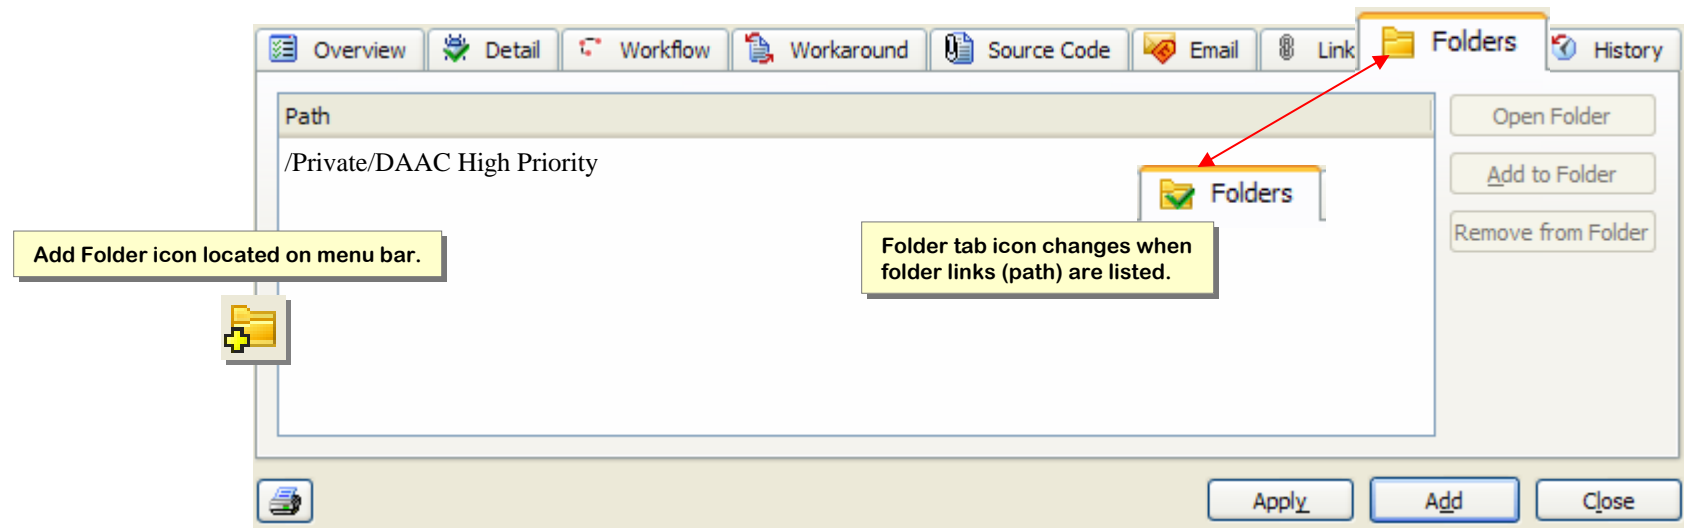 Overview Detail Workflow Workaround Source Code Email Link Folders History
Path
Open Folder
/Private/DAAC High Priority
Add to Folder
Folders
Remove from Folder
Add Folder icon located on menu bar.
Folder tab icon changes when
folder links (path) are listed.
Apply Add Close